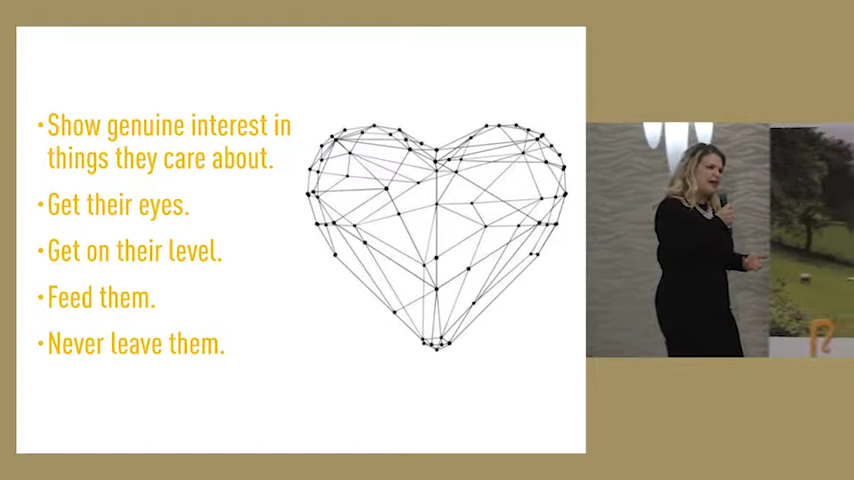 • Show genuine interest in
things they care about.
• Get their eyes.
• Get on their level.
• Feed them.
• Never leave them.